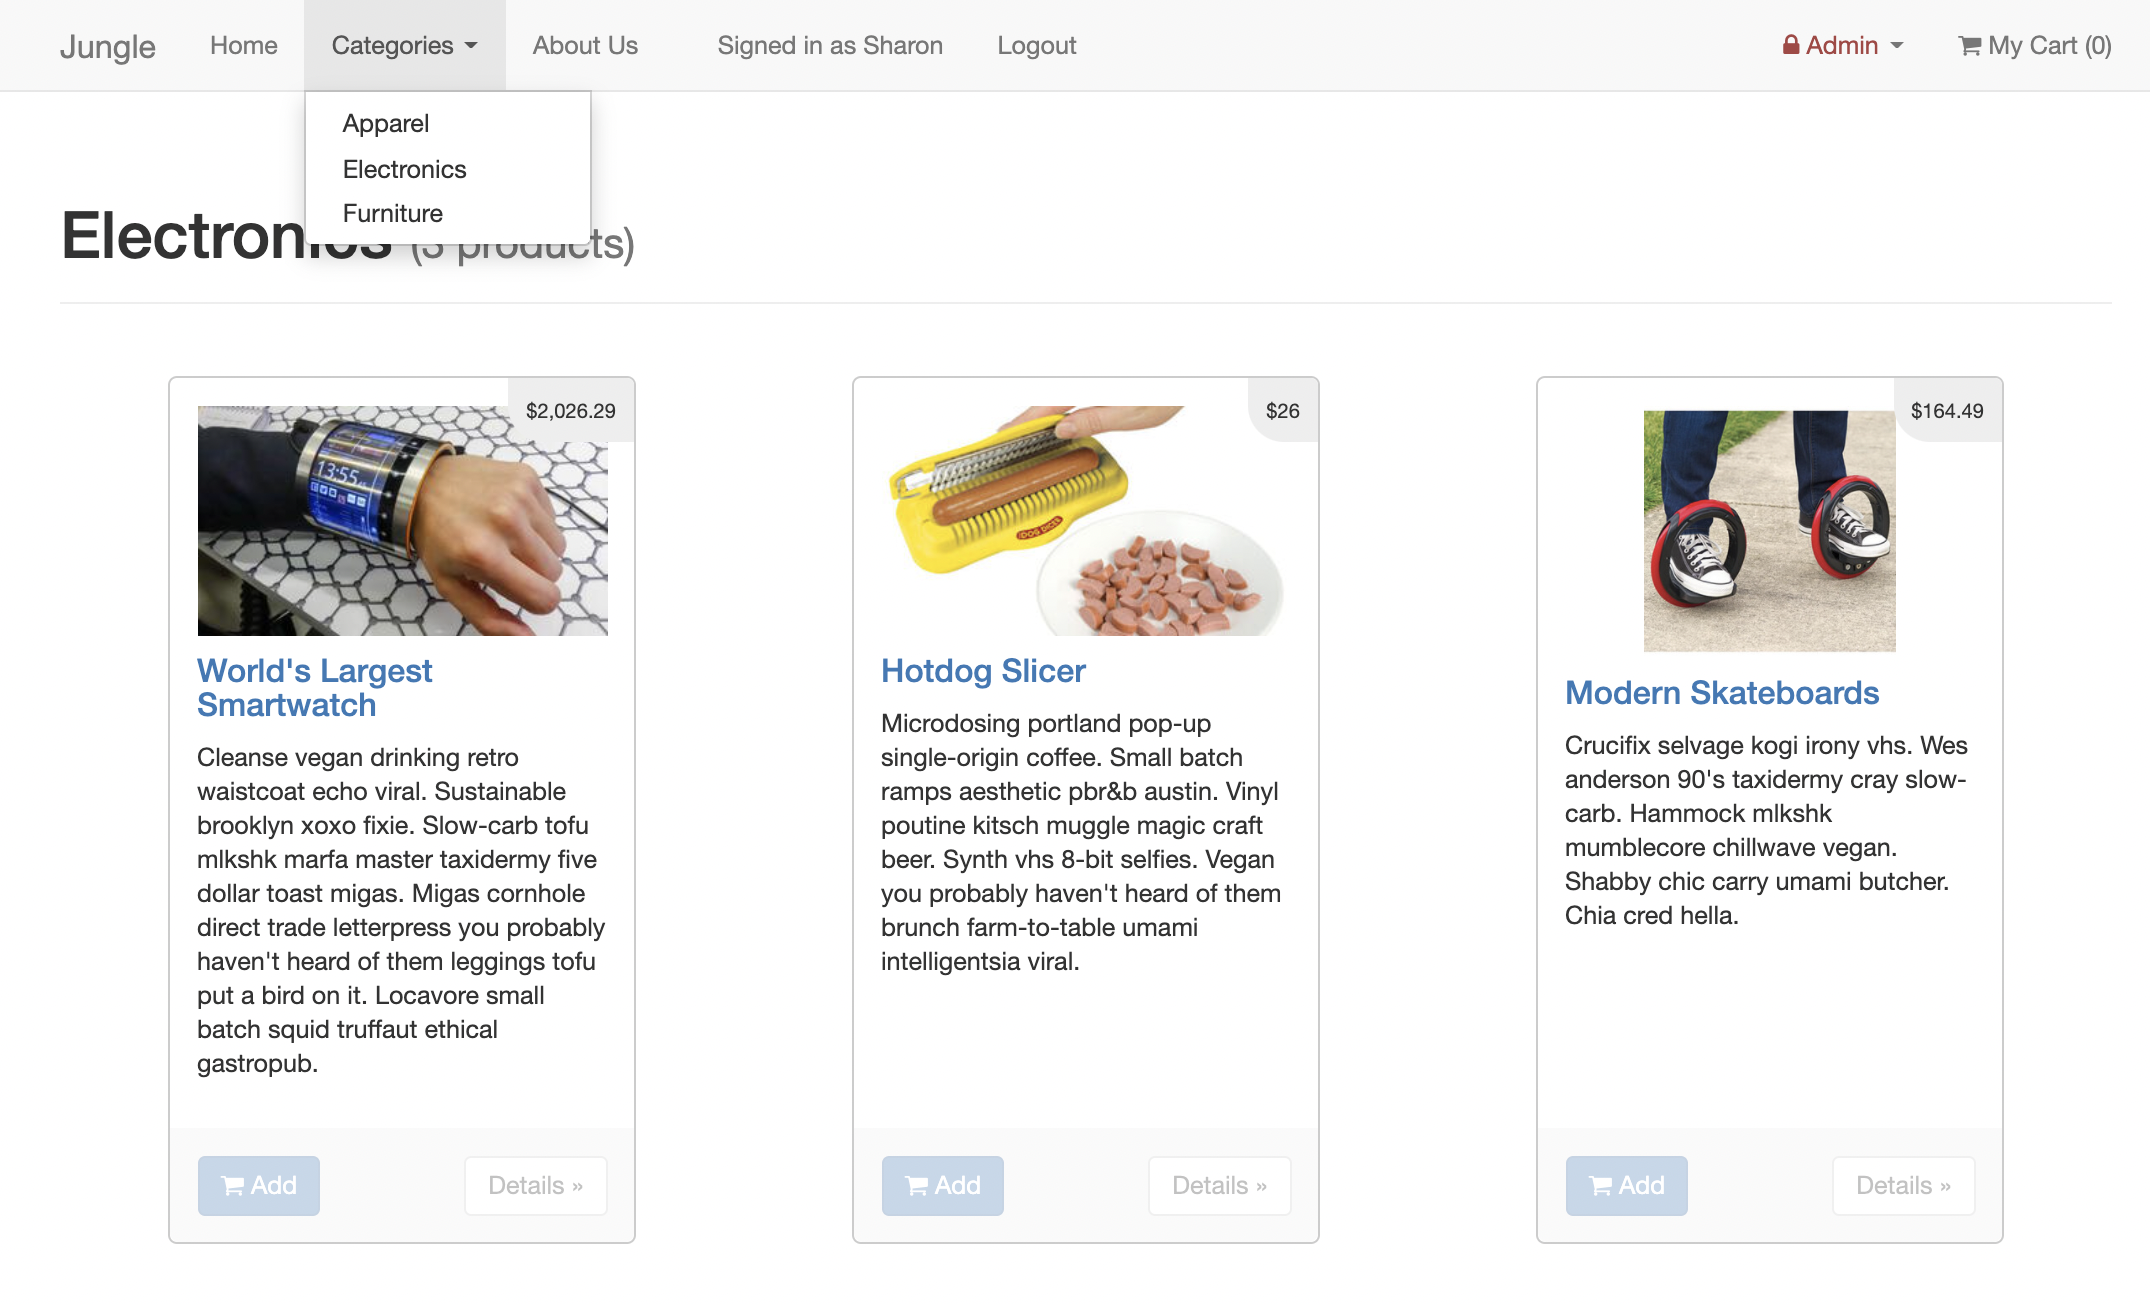 Jungle Home Categories About Us Signed in as Sharon Logout Admin My Cart (0)
Apparel
Electronics
Furniture
Electronics (3 products)
$2,026.29
13:55
World's Largest
Smartwatch
Cleanse vegan drinking retro
waistcoat echo viral. Sustainable
brooklyn xoxo fixie. Slow-carb tofu
mlkshk marfa master taxidermy five
dollar toast migas. Migas cornhole
direct trade letterpress you probably
haven't heard of them leggings tofu
put a bird on it. Locavore small
batch squid truffaut ethical
gastropub.
Add Details »
$26
Hotdog Slicer
Microdosing portland pop-up
single-origin coffee. Small batch
ramps aesthetic pbr&b austin. Vinyl
poutine kitsch muggle magic craft
beer. Synth vhs 8-bit selfies. Vegan
you probably haven't heard of them
brunch farm-to-table umami
intelligentsia viral.
Add Details »
$164.49
Modern Skateboards
Crucifix selvage kogi irony vhs. Wes
anderson 90's taxidermy cray slow-
carb. Hammock mlkshk
mumblecore chillwave vegan.
Shabby chic carry umami butcher.
Chia cred hella.
Add Details »